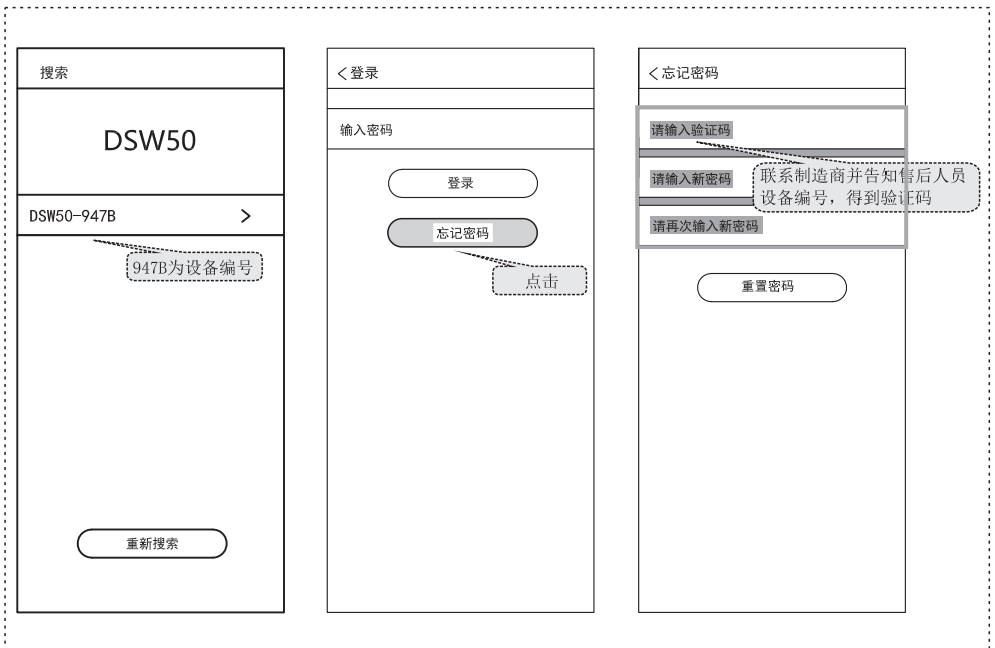 搜索
DSW50
DSW50-947B
947B为设备编号
重新搜索
登录
输入密码
登录
忘记密码
点击
忘记密码
请输入验证码
请输入新密码
联系制造商并告知售后人员
设备编号，得到验证码
请再次输入新密码
重置密码